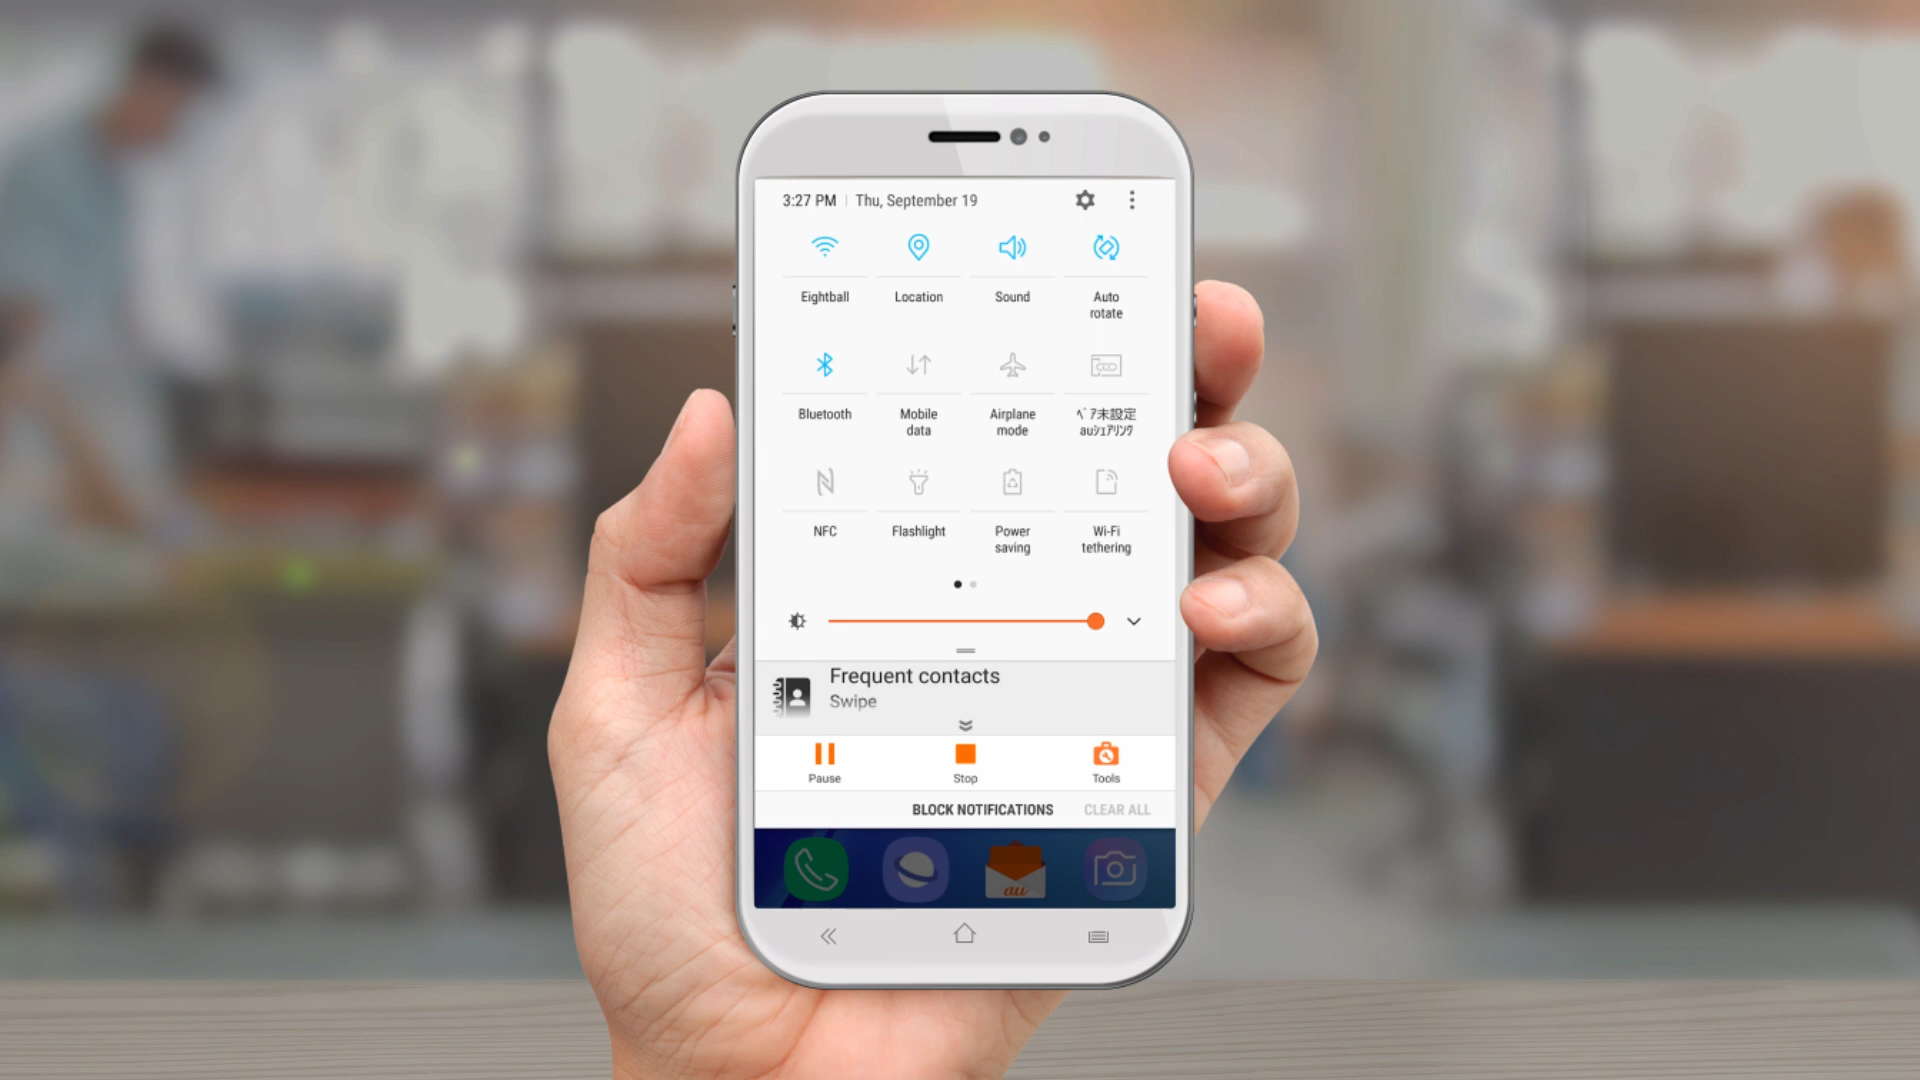 3:27 PM | Thu, September 19
Eightball
Location
Sound
Auto
rotate
Bluetooth
Mobile
data
Airplane
mode
ﾍﾟｱ未設定
auｼｪｱﾘﾝｸﾞ
NFC
Flashlight
Power
saving
Wi-Fi
tethering
Frequent contacts
Swipe
Pause
Stop
Tools
BLOCK NOTIFICATIONS
CLEAR ALL
au